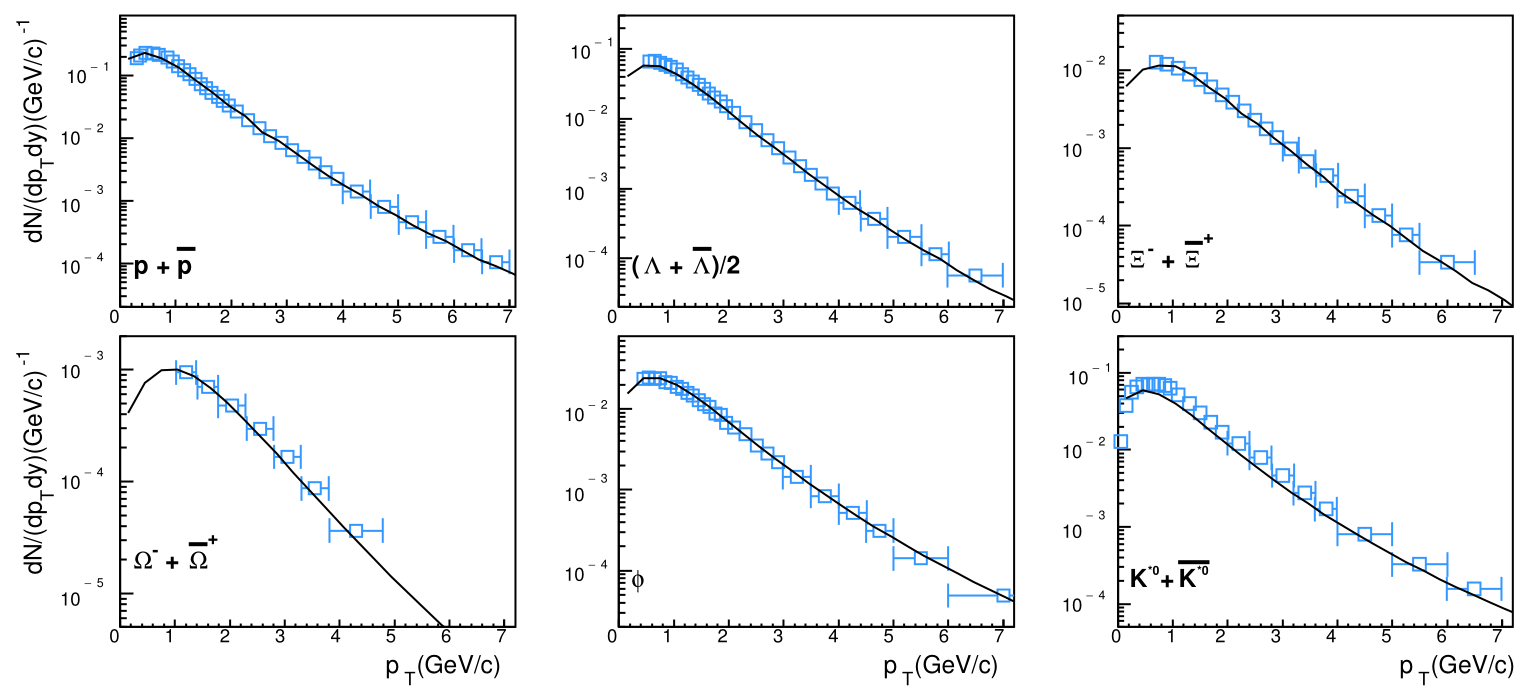 dN/(dp_T dy)(GeV/c)^-1
10^-1
10^-2
10^-3
10^-4
p + p̅
0 1 2 3 4 5 6 7
10^-1
10^-2
10^-3
10^-4
(Λ + Λ̅)/2
0 1 2 3 4 5 6 7
10^-2
10^-3
10^-4
10^-5
Ξ^- + Ξ̅^+
0 1 2 3 4 5 6 7
dN/(dp_T dy)(GeV/c)^-1
10^-3
10^-4
10^-5
Ω^- + Ω̅^+
0 1 2 3 4 5 6 7
p_T(GeV/c)
10^-2
10^-3
10^-4
ϕ
0 1 2 3 4 5 6 7
p_T(GeV/c)
10^-1
10^-2
10^-3
10^-4
K^*0 + K̅^*0
0 1 2 3 4 5 6 7
p_T(GeV/c)